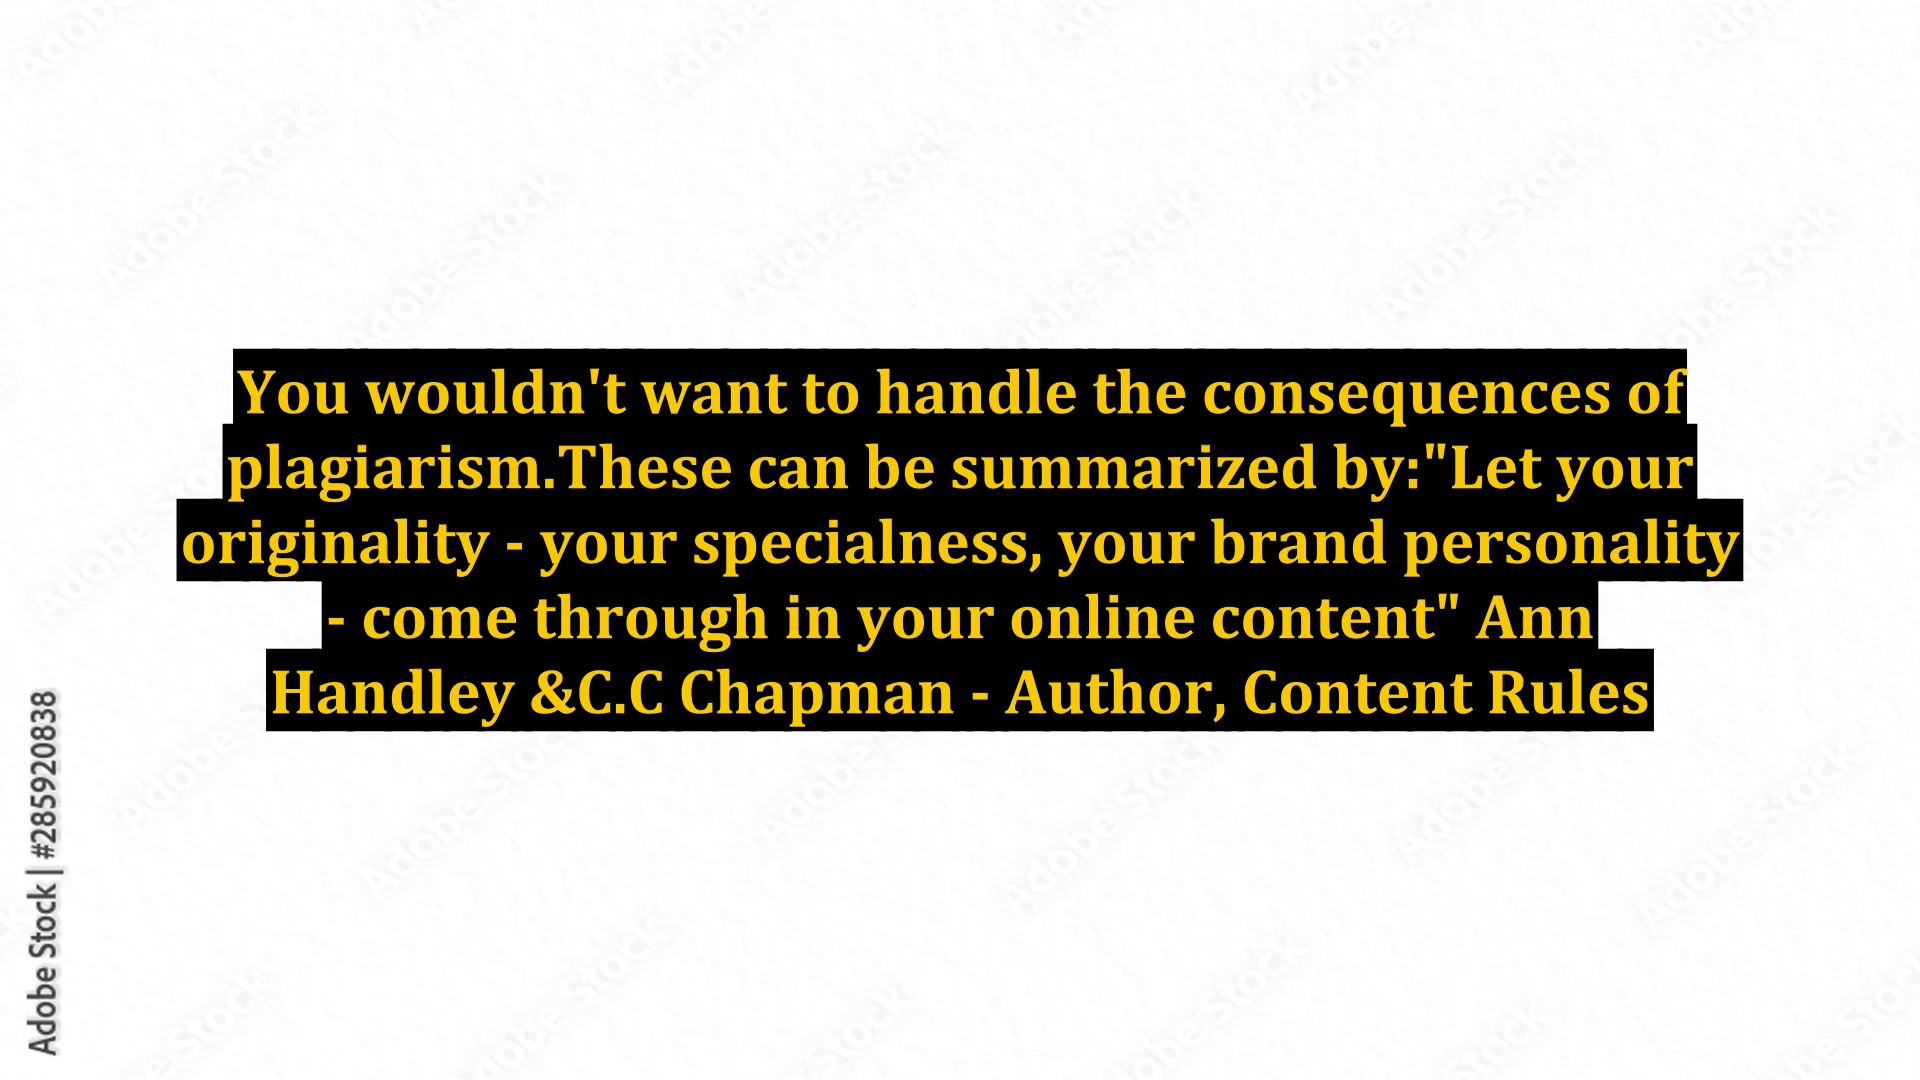 You wouldn't want to handle the consequences of
plagiarism.These can be summarized by:"Let your
originality - your specialness, your brand personality
- come through in your online content" Ann
Handley &C.C Chapman - Author, Content Rules
Adobe Stock | #285920838